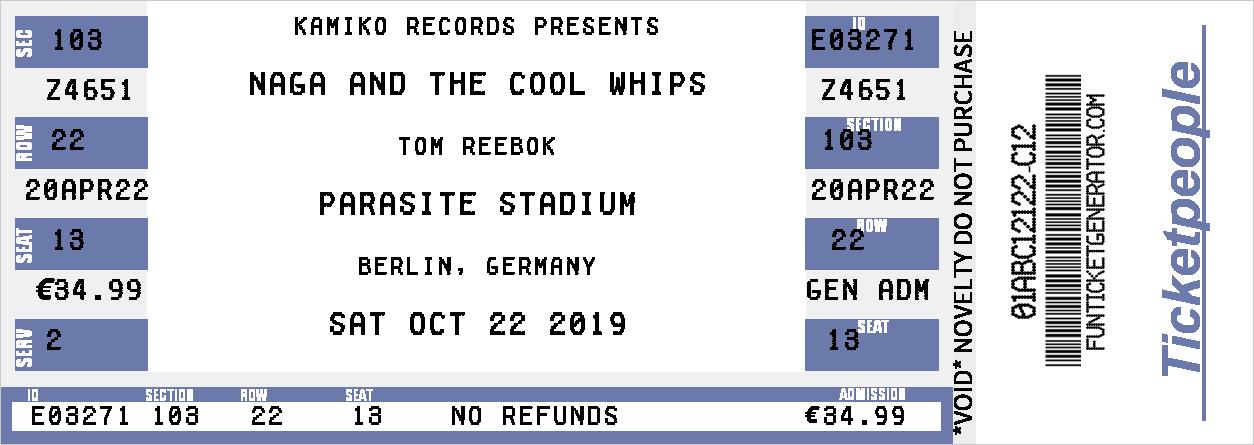 SEC 103
Z4651
ROW 22
20APR22
SEAT 13
€34.99
SERV 2
KAMIKO RECORDS PRESENTS
NAGA AND THE COOL WHIPS
TOM REEBOK
PARASITE STADIUM
BERLIN, GERMANY
SAT OCT 22 2019
ID
E03271
Z4651
SECTION
103
20APR22
ROW
22
GEN ADM
SEAT
13
ID SECTION ROW SEAT ADMISSION
E03271 103 22 13 NO REFUNDS €34.99
*VOID* NOVELTY DO NOT PURCHASE
01ABC12122-C12
FUNTICKETGENERATOR.COM
Ticketpeople